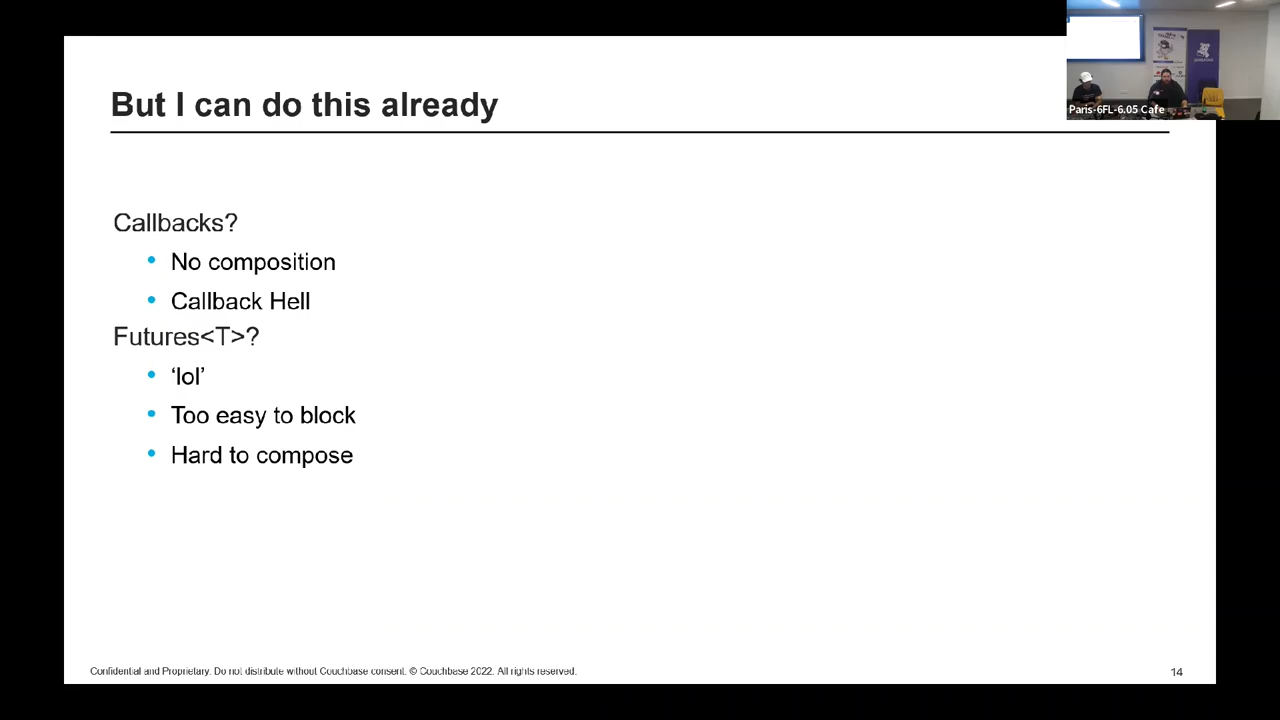 But I can do this already
Paris-6FL-6.05 Cafe
Callbacks?
• No composition
• Callback Hell
Futures<T>?
• ‘lol’
• Too easy to block
• Hard to compose
Confidential and Proprietary. Do not distribute without Couchbase consent. © Couchbase 2022. All rights reserved.
14